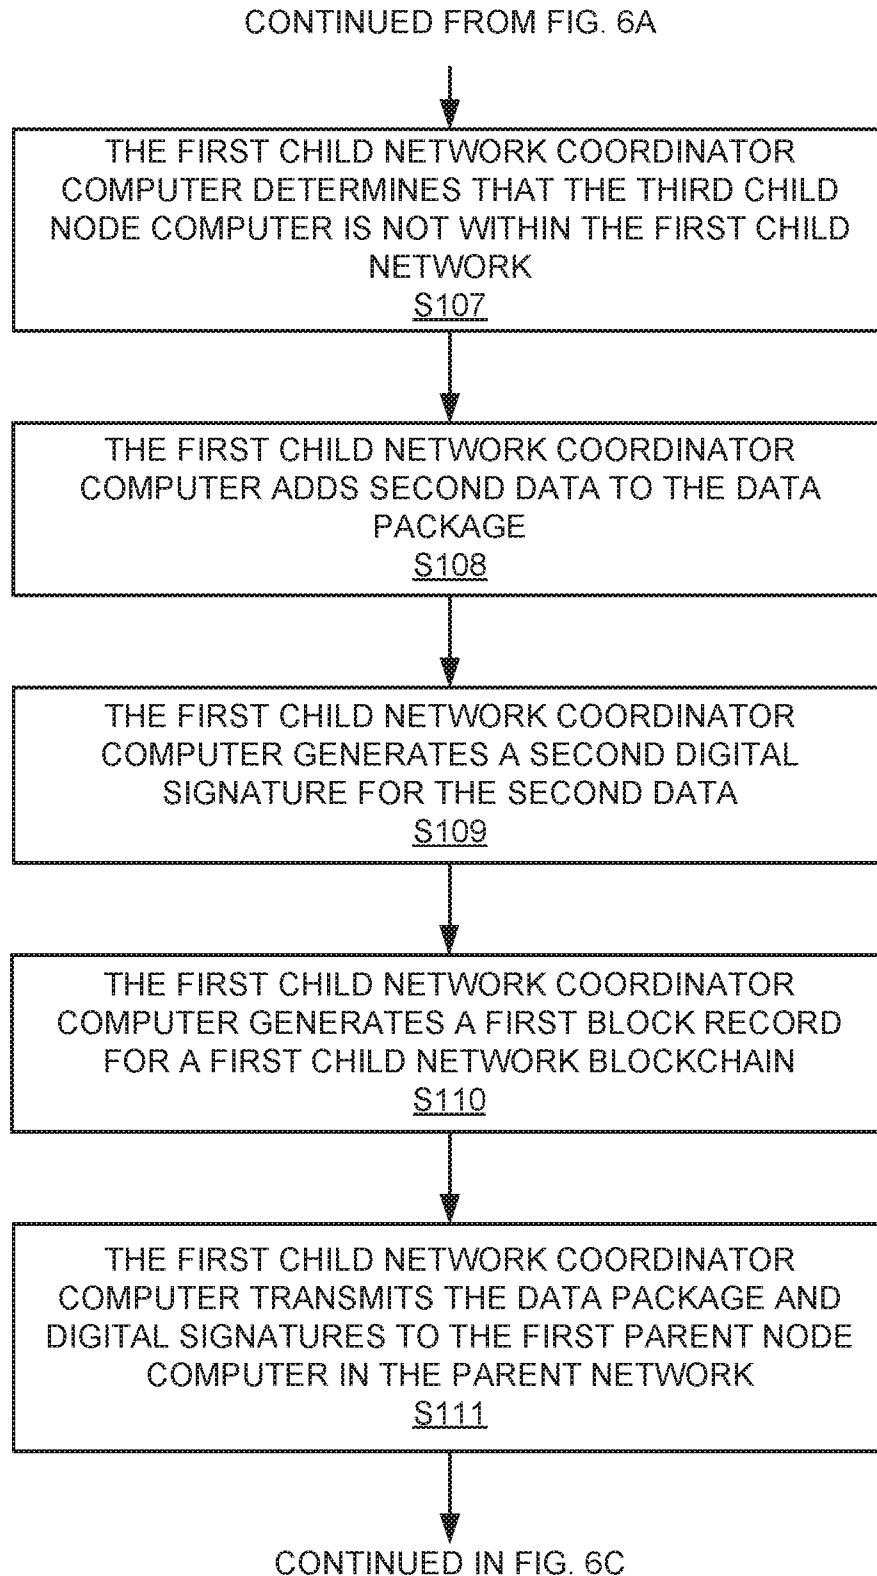 CONTINUED FROM FIG. 6A
THE FIRST CHILD NETWORK COORDINATOR
COMPUTER DETERMINES THAT THE THIRD CHILD
NODE COMPUTER IS NOT WITHIN THE FIRST CHILD
NETWORK
S107
THE FIRST CHILD NETWORK COORDINATOR
COMPUTER ADDS SECOND DATA TO THE DATA
PACKAGE
S108
THE FIRST CHILD NETWORK COORDINATOR
COMPUTER GENERATES A SECOND DIGITAL
SIGNATURE FOR THE SECOND DATA
S109
THE FIRST CHILD NETWORK COORDINATOR
COMPUTER GENERATES A FIRST BLOCK RECORD
FOR A FIRST CHILD NETWORK BLOCKCHAIN
S110
THE FIRST CHILD NETWORK COORDINATOR
COMPUTER TRANSMITS THE DATA PACKAGE AND
DIGITAL SIGNATURES TO THE FIRST PARENT NODE
COMPUTER IN THE PARENT NETWORK
S111
CONTINUED IN FIG. 6C